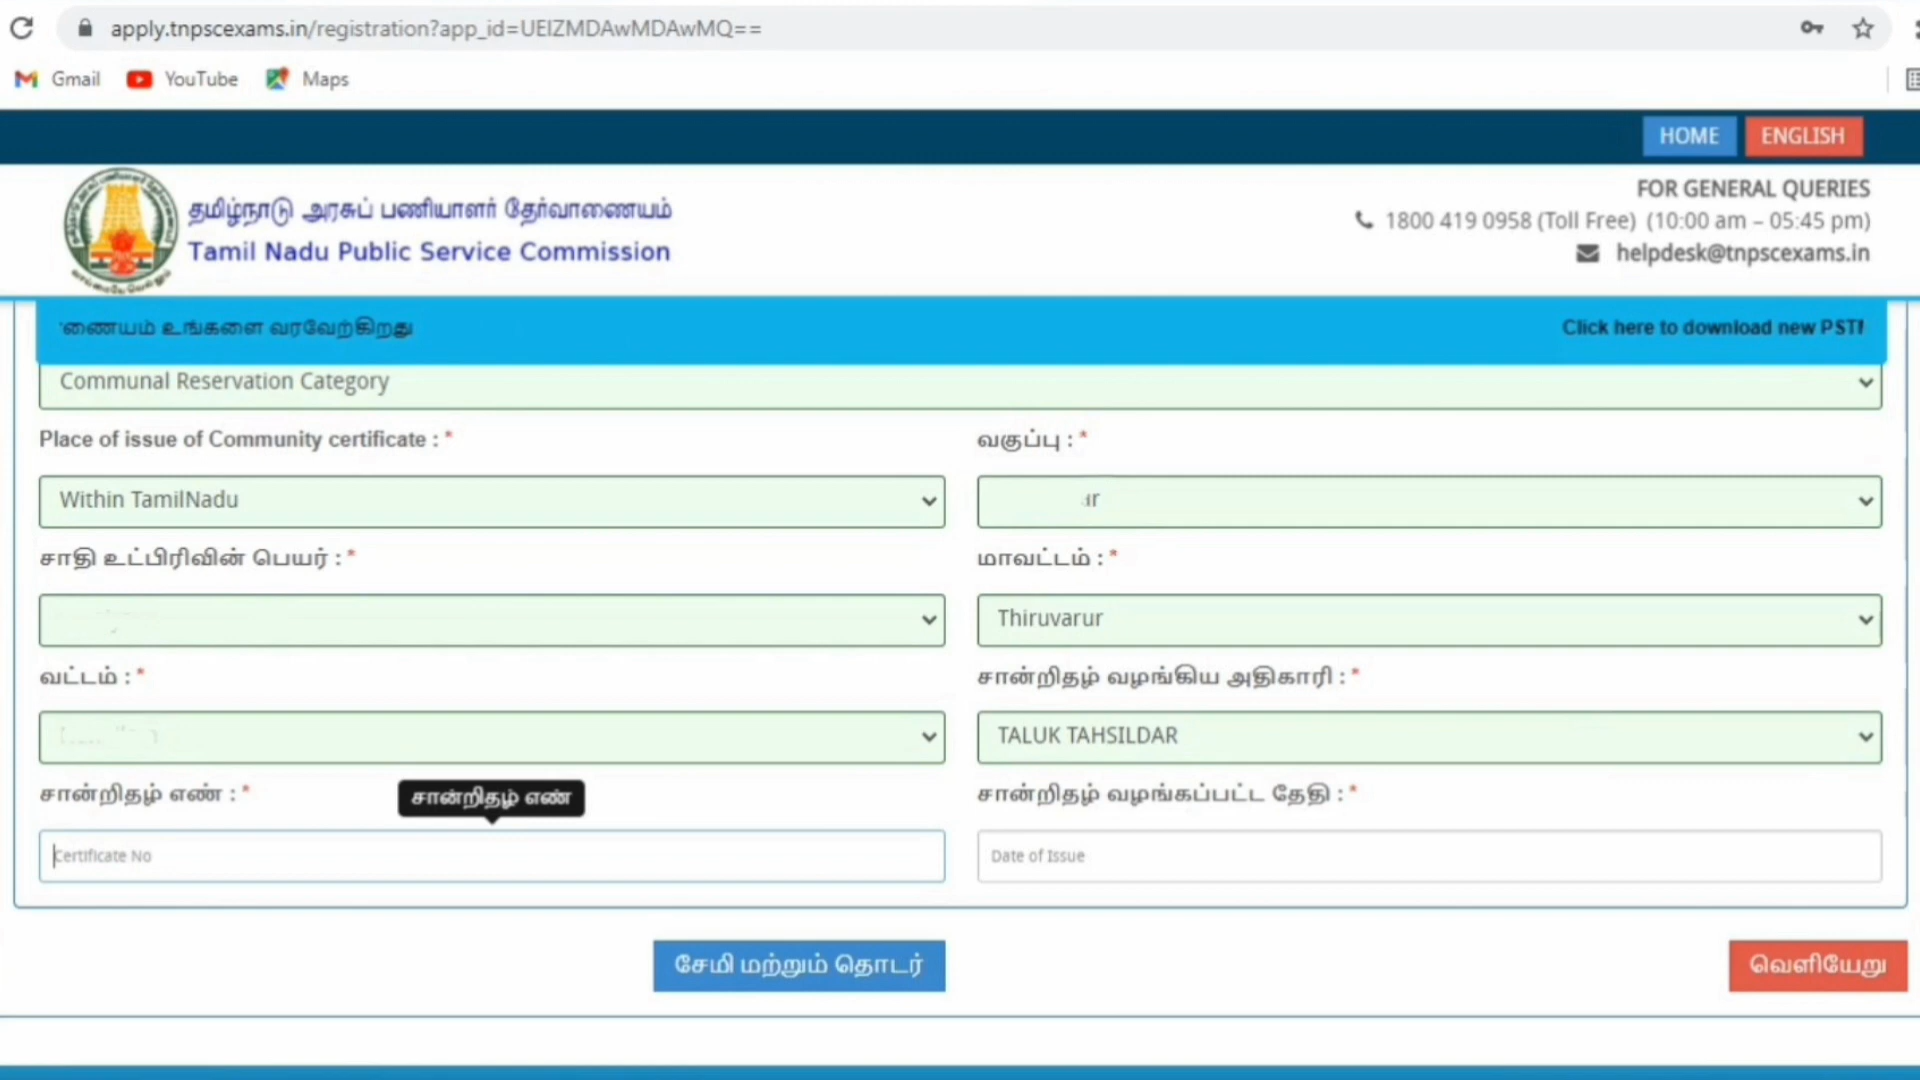 apply.tnpscexams.in/registration?app_id=UElZMDAwMDAwMQ==
Gmail YouTube Maps
HOME ENGLISH
தமிழ்நாடு அரசுப் பணியாளர் தேர்வாணையம்
Tamil Nadu Public Service Commission
FOR GENERAL QUERIES
1800 419 0958 (Toll Free) (10:00 am – 05:45 pm)
helpdesk@tnpscexams.in
ணையம் உங்களை வரவேற்கிறது Click here to download new PSTM
Communal Reservation Category
Place of issue of Community certificate : * வகுப்பு : *
Within TamilNadu
சாதி உட்பிரிவின் பெயர் : * மாவட்டம் : *
Thiruvarur
வட்டம் : * சான்றிதழ் வழங்கிய அதிகாரி : *
TALUK TAHSILDAR
சான்றிதழ் எண் : * சான்றிதழ் எண் சான்றிதழ் வழங்கப்பட்ட தேதி : *
Certificate No Date of Issue
சேமி மற்றும் தொடர் வெளியேறு